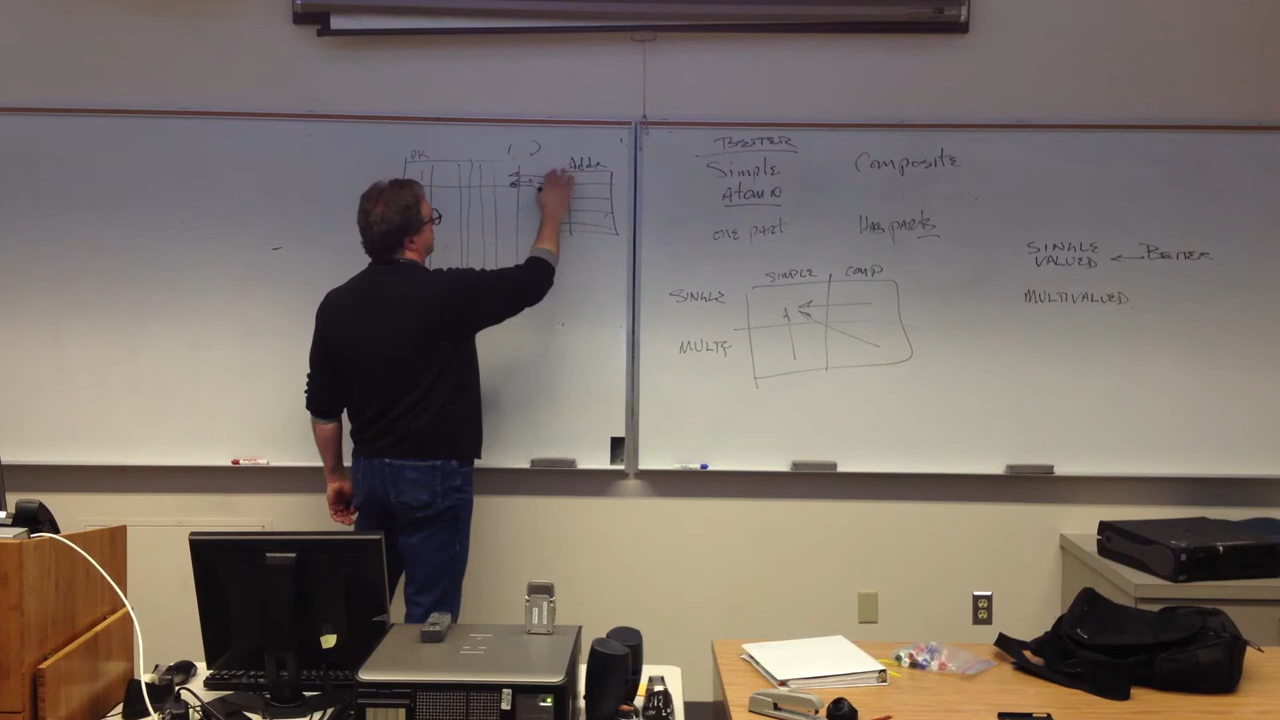 PK
Addr
BETTER
Simple
Atomic
Composite
one part
Has parts
SIMPLE
COMP
SINGLE
MULTI
SINGLE
VALUED
BETTER
MULTIVALUED